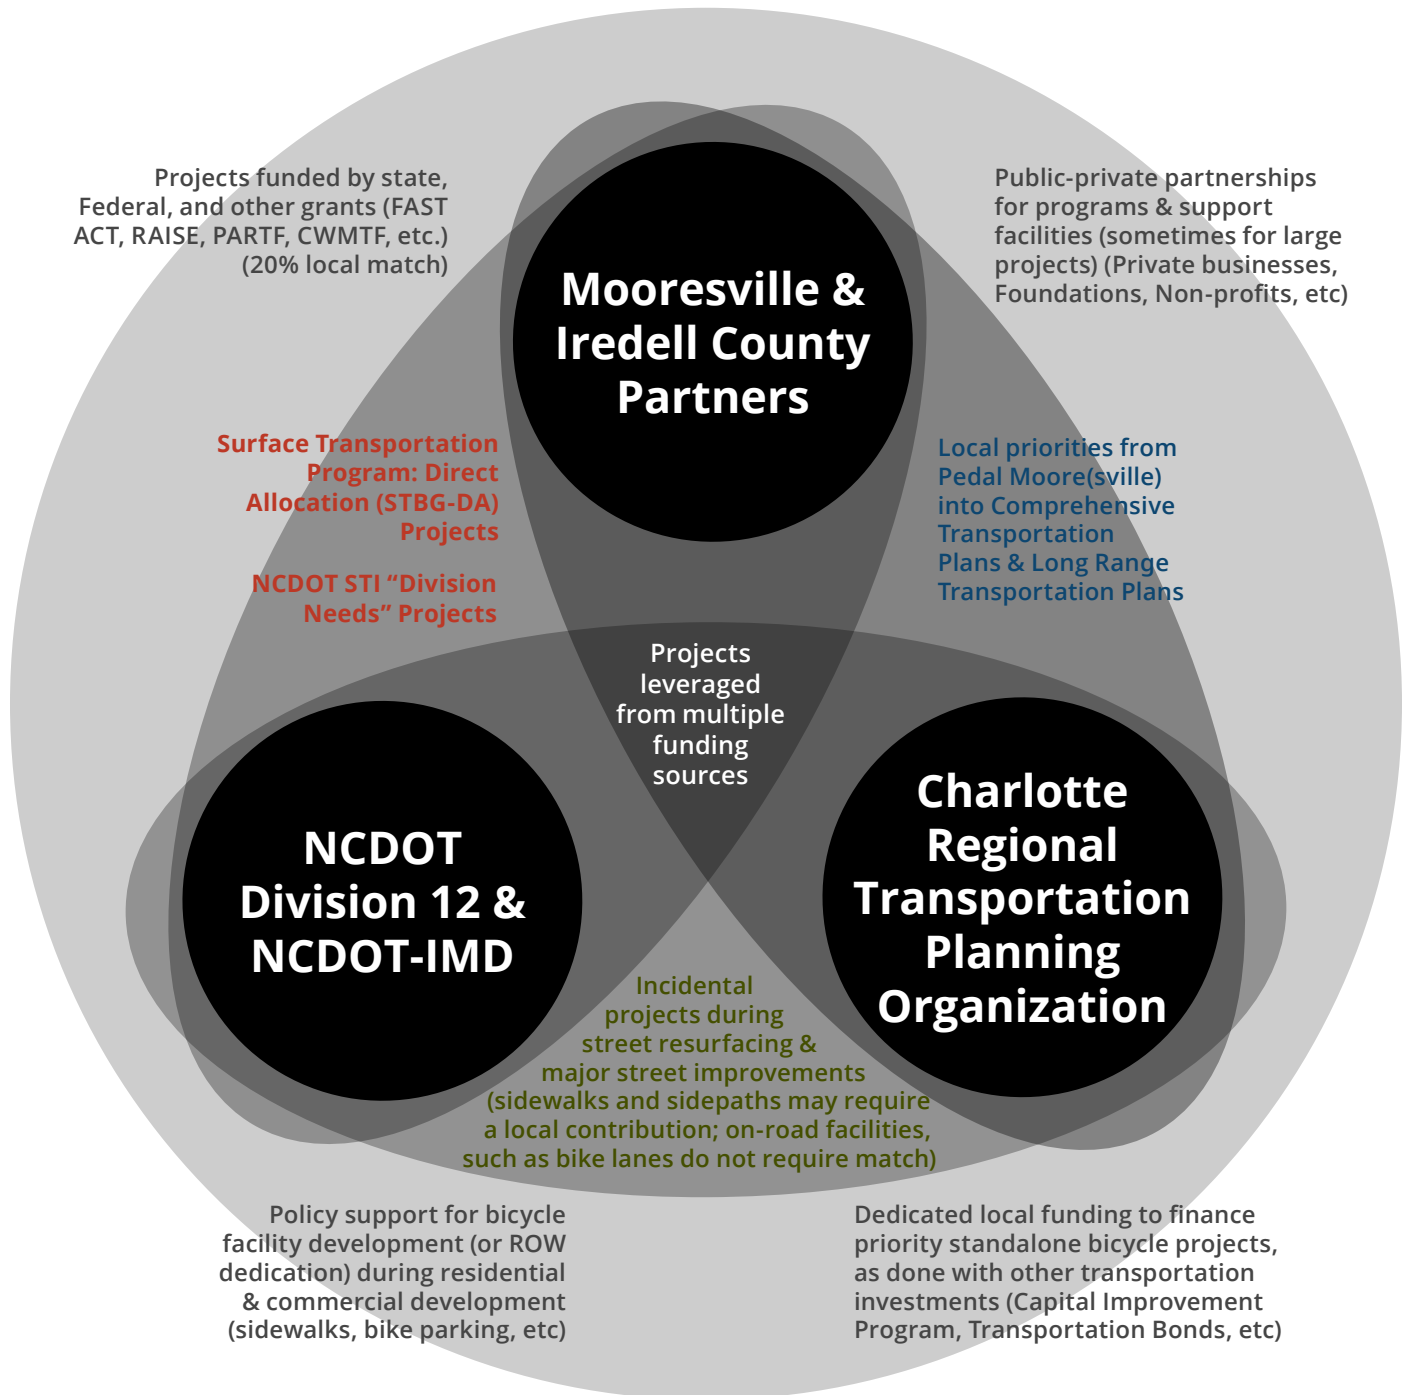 Projects funded by state,
Federal, and other grants (FAST
ACT, RAISE, PARTF, CWMTF, etc.)
(20% local match)
Public-private partnerships
for programs & support
facilities (sometimes for large
projects) (Private businesses,
Foundations, Non-profits, etc)
Mooresville &
Iredell County
Partners
Surface Transportation
Program: Direct
Allocation (STBG-DA)
Projects
NCDOT STI “Division
Needs” Projects
Local priorities from
Pedal Moore(sville)
into Comprehensive
Transportation
Plans & Long Range
Transportation Plans
Projects
leveraged
from multiple
funding
sources
NCDOT
Division 12 &
NCDOT-IMD
Charlotte
Regional
Transportation
Planning
Organization
Incidental
projects during
street resurfacing &
major street improvements
(sidewalks and sidepaths may require
a local contribution; on-road facilities,
such as bike lanes do not require match)
Policy support for bicycle
facility development (or ROW
dedication) during residential
& commercial development
(sidewalks, bike parking, etc)
Dedicated local funding to finance
priority standalone bicycle projects,
as done with other transportation
investments (Capital Improvement
Program, Transportation Bonds, etc)